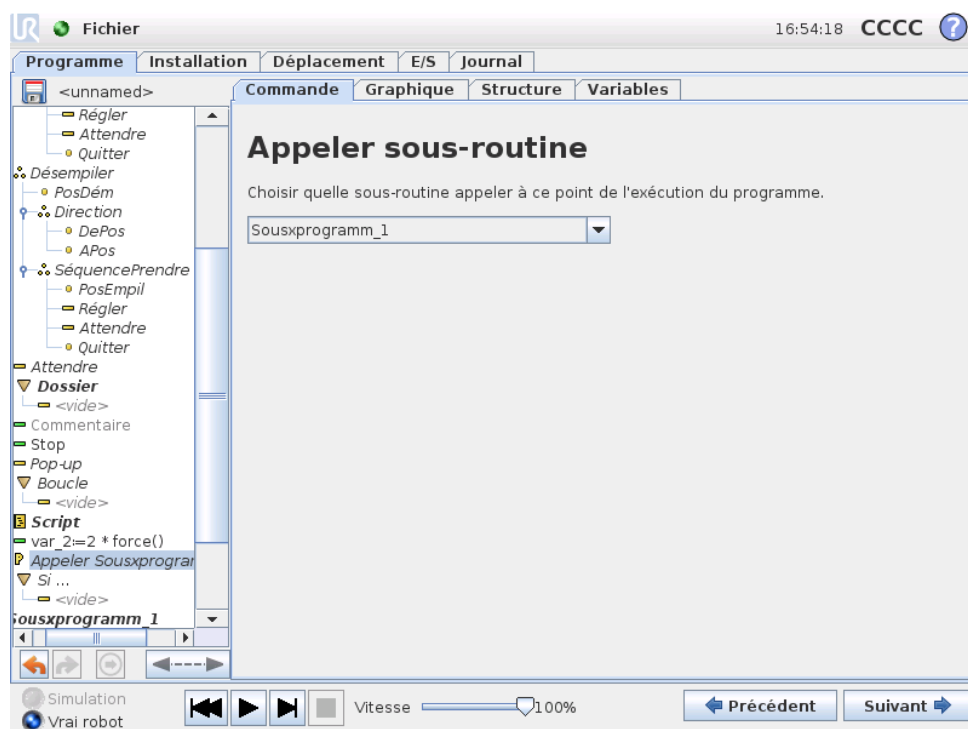 UR Fichier 16:54:18 CCCC ?
Programme Installation Déplacement E/S Journal
<unnamed>
Commande Graphique Structure Variables
Régler
Attendre
Quitter
Désempiler
PosDém
Direction
DePos
APos
SéquencePrendre
PosEmpil
Régler
Attendre
Quitter
Attendre
Dossier
<vide>
Commentaire
Stop
Pop-up
Boucle
<vide>
Script
var_2:=2 * force()
Appeler Sousxprogram
Si ...
<vide>
Sousxprogramm_1
Appeler sous-routine
Choisir quelle sous-routine appeler à ce point de l'exécution du programme.
Sousxprogramm_1
Simulation
Vrai robot
Vitesse 100%
Précédent Suivant